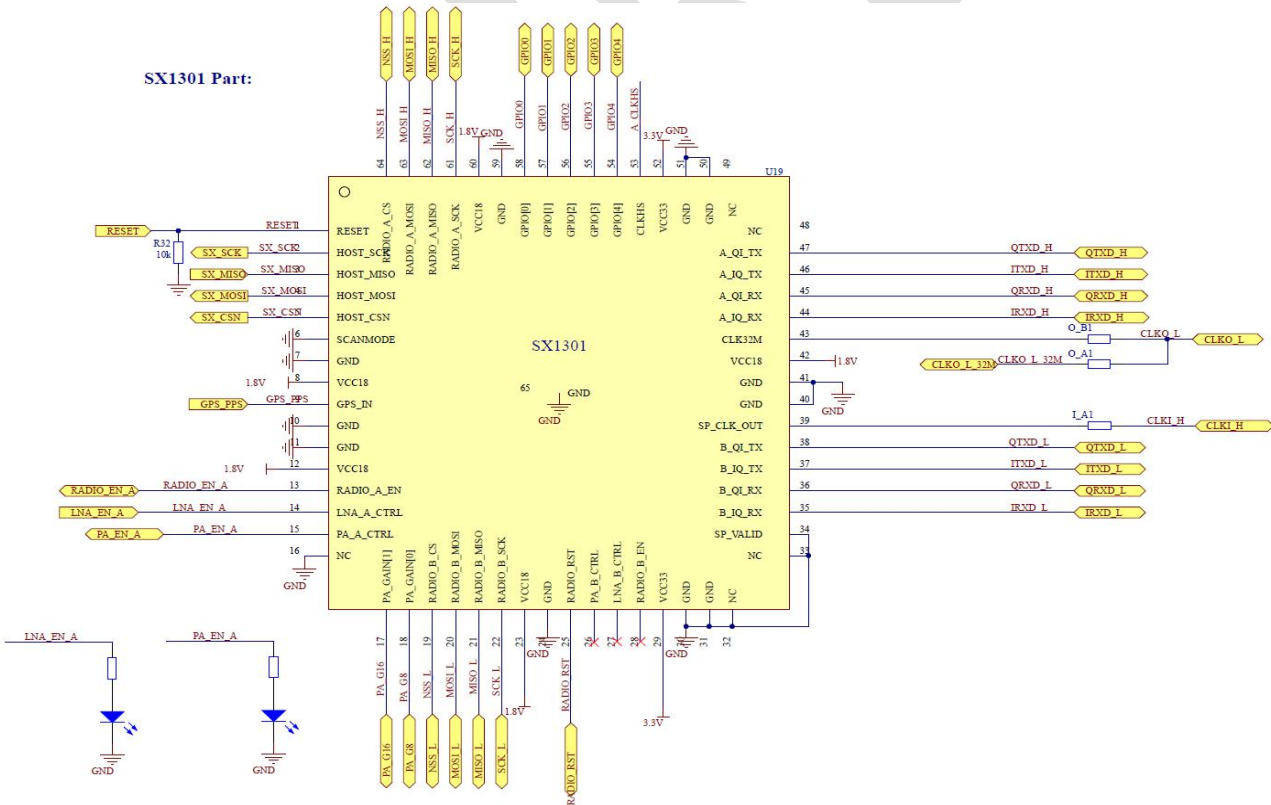 SX1301 Part:
NSS_H
MOSI_H
MISO_H
SCK_H
GPIO0
GPIO1
GPIO2
GPIO3
GPIO4
NSS_H
MOSI_H
MISO_H
SCK_H
1.8V
GND
GPIO0
GPIO1
GPIO2
GPIO3
GPIO4
A_CLKHS
3.3V
GND
64 63 62 61 60 59 58 57 56 55 54 53 52 51 50 49
U19
RADIO_A_CS
RADIO_A_MOSI
RADIO_A_MISO
RADIO_A_SCK
VCC18
GND
GPIO[0]
GPIO[1]
GPIO[2]
GPIO[3]
GPIO[4]
CLKHS
VCC33
GND
GND
NC
RESET RESET 1 RESET
R32
10k
SX_SCK SX_SCK 2 HOST_SCK
SX_MISO SX_MISO 3 HOST_MISO
SX_MOSI SX_MOSI 4 HOST_MOSI
SX_CSN SX_CSN HOST_CSN
6 SCANMODE
7 GND
1.8V 8 VCC18
GPS_PPS GPS_PPS 9 GPS_IN
10 GND
11 GND
1.8V 12 VCC18
RADIO_EN_A RADIO_EN_A 13 RADIO_A_EN
LNA_EN_A LNA_EN_A 14 LNA_A_CTRL
PA_EN_A PA_EN_A 15 PA_A_CTRL
16 NC
GND
SX1301
65 GND
GND
NC 48
A_QI_TX 47 QTXD_H QTXD_H
A_IQ_TX 46 ITXD_H ITXD_H
A_QI_RX 45 QRXD_H QRXD_H
A_IQ_RX 44 IRXD_H IRXD_H
O_B1
CLK32M 43 CLKO_L CLKO_L
O_A1
VCC18 42 1.8V CLKO_L_32M CLKO_L_32M
GND 41
GND 40
GND
I_A1
SP_CLK_OUT 39 CLKI_H CLKI_H
B_QI_TX 38 QTXD_L QTXD_L
B_IQ_TX 37 ITXD_L ITXD_L
B_QI_RX 36 QRXD_L QRXD_L
B_IQ_RX 35 IRXD_L IRXD_L
SP_VALID 34
NC 33
PA_GAIN[1]
PA_GAIN[0]
RADIO_B_CS
RADIO_B_MOSI
RADIO_B_MISO
RADIO_B_SCK
VCC18
GND
RADIO_RST
PA_B_CTRL
LNA_B_CTRL
RADIO_B_EN
VCC33
GND
GND
NC
17 18 19 20 21 22 23 24 25 26 27 28 29 30 31 32
PA_G16
PA_G8
NSS_L
MOSI_L
MISO_L
SCK_L
1.8V
GND
RADIO_RST
3.3V
GND
PA_G16
PA_G8
NSS_L
MOSI_L
MISO_L
SCK_L
RADIO_RST
LNA_EN_A
PA_EN_A
GND
GND